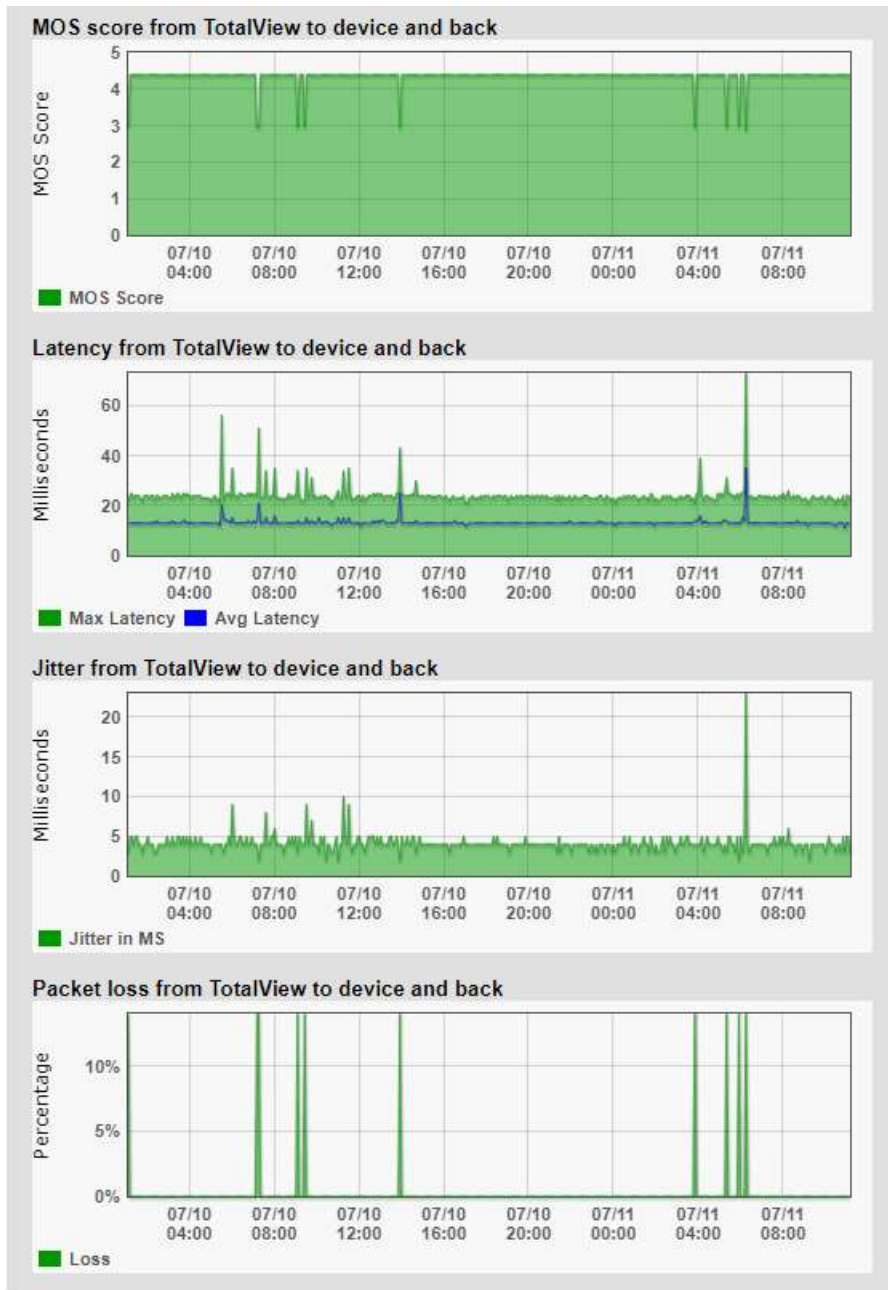 MOS score from TotalView to device and back
5
4
3
2
1
0
MOS Score
07/10 07/10 07/10 07/10 07/10 07/11 07/11 07/11
04:00 08:00 12:00 16:00 20:00 00:00 04:00 08:00
MOS Score
Latency from TotalView to device and back
60
40
20
0
Milliseconds
07/10 07/10 07/10 07/10 07/10 07/11 07/11 07/11
04:00 08:00 12:00 16:00 20:00 00:00 04:00 08:00
Max Latency Avg Latency
Jitter from TotalView to device and back
20
15
10
5
0
Milliseconds
07/10 07/10 07/10 07/10 07/10 07/11 07/11 07/11
04:00 08:00 12:00 16:00 20:00 00:00 04:00 08:00
Jitter in MS
Packet loss from TotalView to device and back
10%
5%
0%
Percentage
07/10 07/10 07/10 07/10 07/10 07/11 07/11 07/11
04:00 08:00 12:00 16:00 20:00 00:00 04:00 08:00
Loss